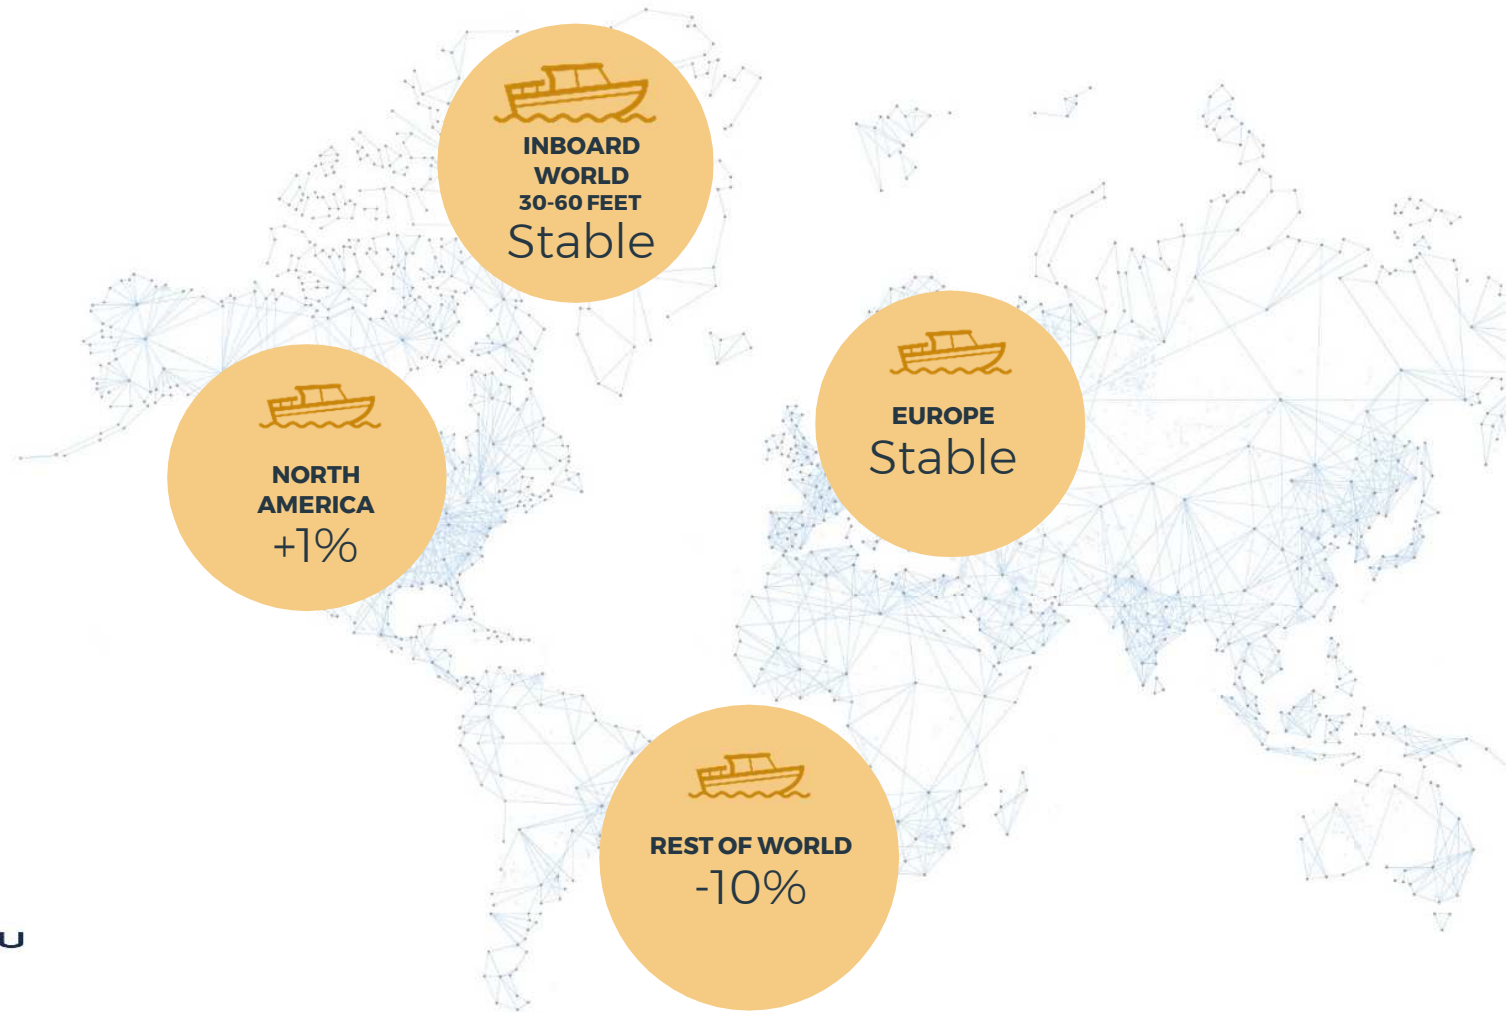 INBOARD
WORLD
30-60 FEET
Stable
EUROPE
Stable
NORTH
AMERICA
+1%
REST OF WORLD
-10%
U